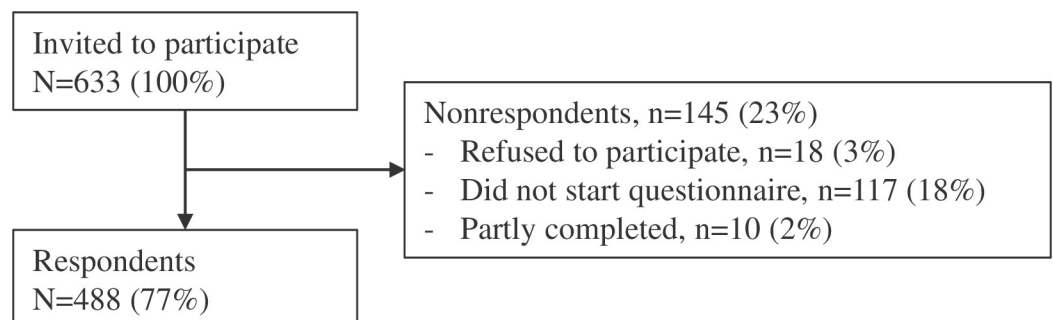 Invited to participate
N=633 (100%)
Nonrespondents, n=145 (23%)
- Refused to participate, n=18 (3%)
- Did not start questionnaire, n=117 (18%)
- Partly completed, n=10 (2%)
Respondents
N=488 (77%)